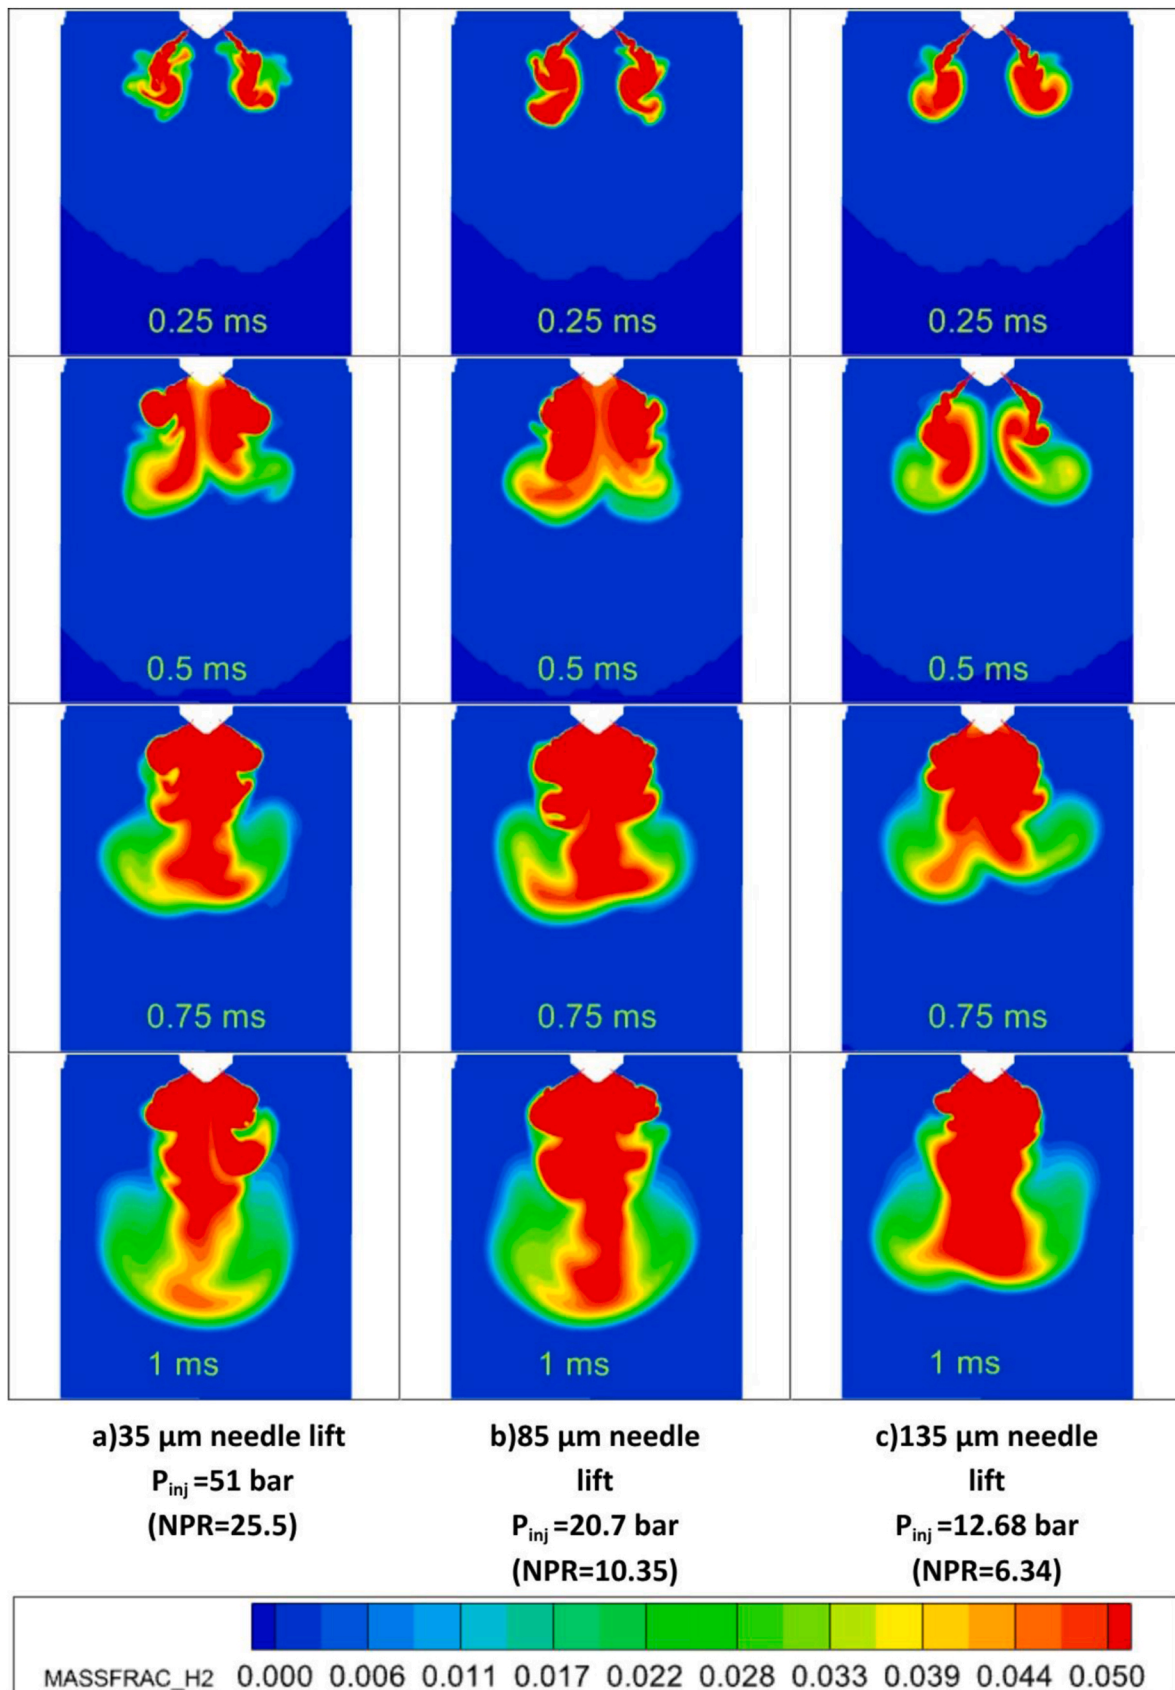 0.25 ms 0.25 ms 0.25 ms
0.5 ms 0.5 ms 0.5 ms
0.75 ms 0.75 ms 0.75 ms
1 ms 1 ms 1 ms
a)35 μm needle lift
P_inj =51 bar
(NPR=25.5)
b)85 μm needle
lift
P_inj =20.7 bar
(NPR=10.35)
c)135 μm needle
lift
P_inj =12.68 bar
(NPR=6.34)
MASSFRAC_H2 0.000 0.006 0.011 0.017 0.022 0.028 0.033 0.039 0.044 0.050